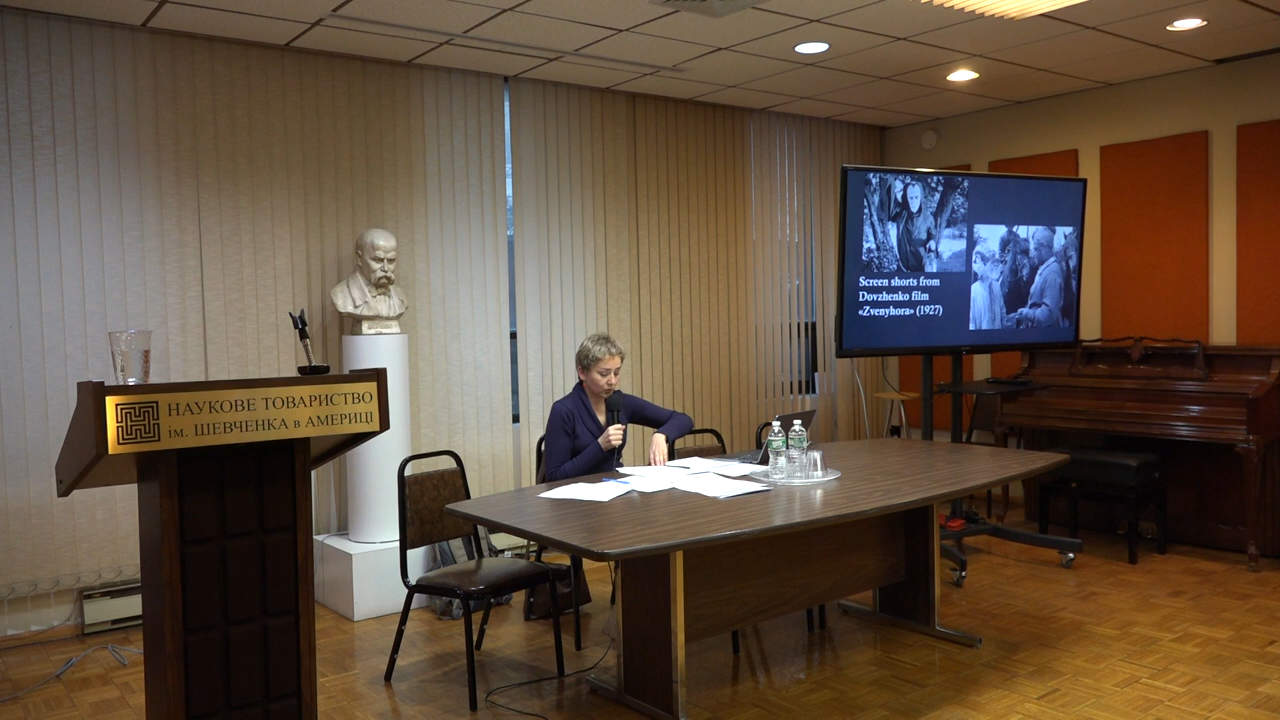 НАУКОВЕ ТОВАРИСТВО
ім. ШЕВЧЕНКА в АМЕРИЦІ
Screen shorts from
Dovzhenko film
«Zvenyhora» (1927)